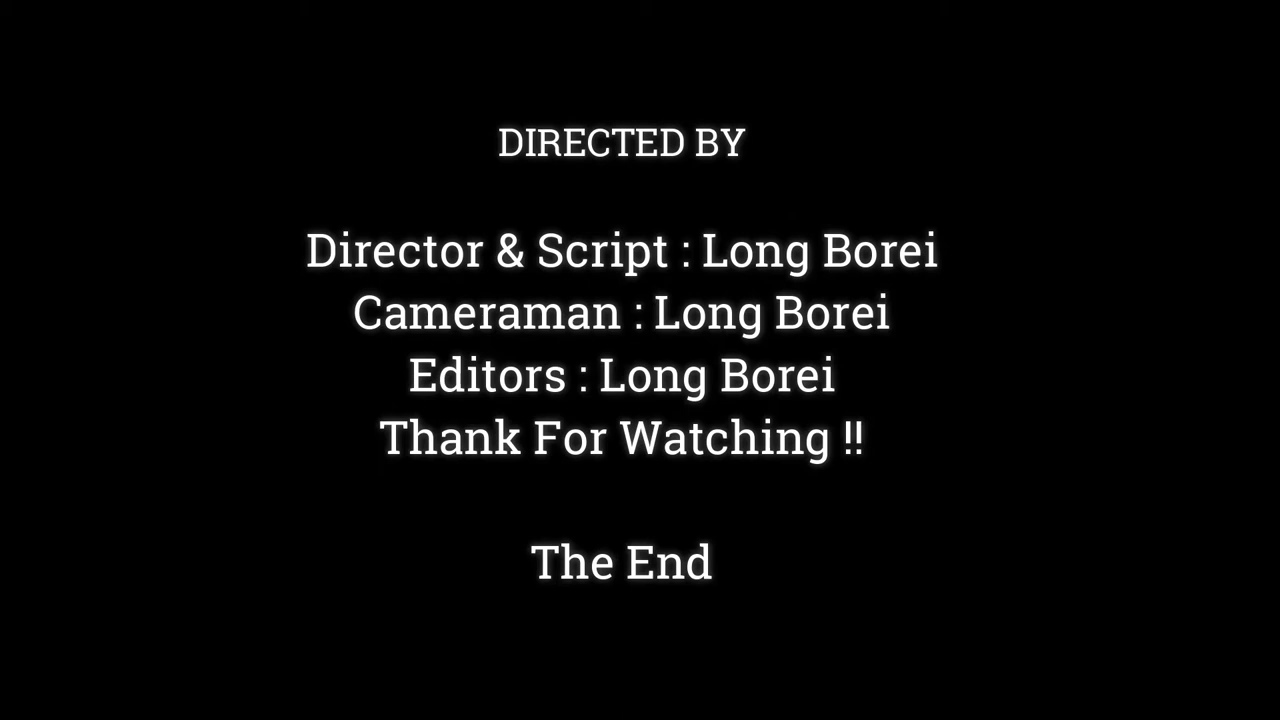 DIRECTED BY
Director & Script : Long Borei
Cameraman : Long Borei
Editors : Long Borei
Thank For Watching !!
The End